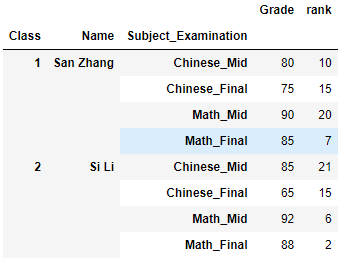 Grade rank
Class Name Subject_Examination
1 San Zhang Chinese_Mid 80 10
Chinese_Final 75 15
Math_Mid 90 20
Math_Final 85 7
2 Si Li Chinese_Mid 85 21
Chinese_Final 65 15
Math_Mid 92 6
Math_Final 88 2